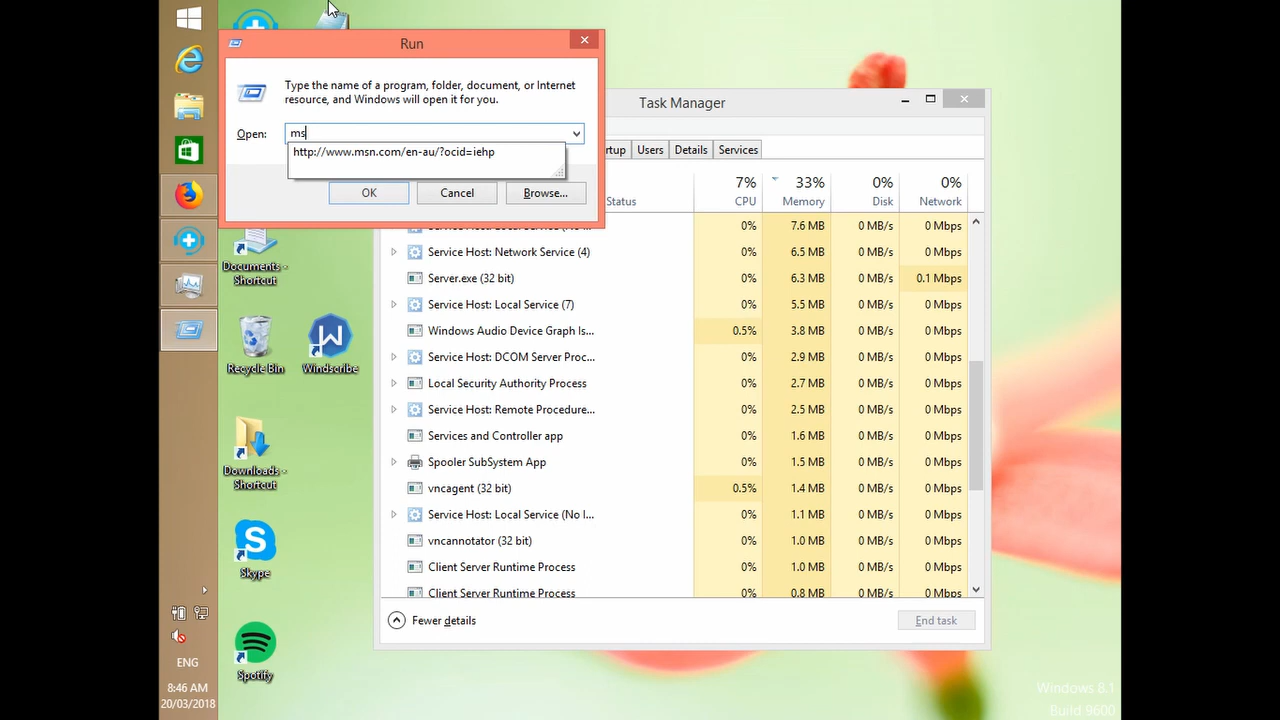 Run
Type the name of a program, folder, document, or Internet
resource, and Windows will open it for you.
Open: ms
http://www.msn.com/en-au/?ocid=iehp
OK Cancel Browse...
Task Manager
Users Details Services
Status
7% 33% 0% 0%
CPU Memory Disk Network
0% 7.6 MB 0 MB/s 0 Mbps
Service Host: Network Service (4) 0% 6.5 MB 0 MB/s 0 Mbps
Server.exe (32 bit) 0% 6.3 MB 0 MB/s 0.1 Mbps
Service Host: Local Service (7) 0% 5.5 MB 0 MB/s 0 Mbps
Windows Audio Device Graph Is... 0.5% 3.8 MB 0 MB/s 0 Mbps
Service Host: DCOM Server Proc... 0% 2.9 MB 0 MB/s 0 Mbps
Local Security Authority Process 0% 2.7 MB 0 MB/s 0 Mbps
Service Host: Remote Procedure... 0% 2.5 MB 0 MB/s 0 Mbps
Services and Controller app 0% 1.6 MB 0 MB/s 0 Mbps
Spooler SubSystem App 0% 1.5 MB 0 MB/s 0 Mbps
vncagent (32 bit) 0.5% 1.4 MB 0 MB/s 0 Mbps
Service Host: Local Service (No I... 0% 1.1 MB 0 MB/s 0 Mbps
vncannotator (32 bit) 0% 1.0 MB 0 MB/s 0 Mbps
Client Server Runtime Process 0% 1.0 MB 0 MB/s 0 Mbps
Client Server Runtime Process 0% 0.8 MB 0 MB/s 0 Mbps
Fewer details End task
Documents -
Shortcut
Recycle Bin
Windscribe
Downloads -
Shortcut
Skype
Spotify
ENG
8:46 AM
20/03/2018
Windows 8.1
Build 9600